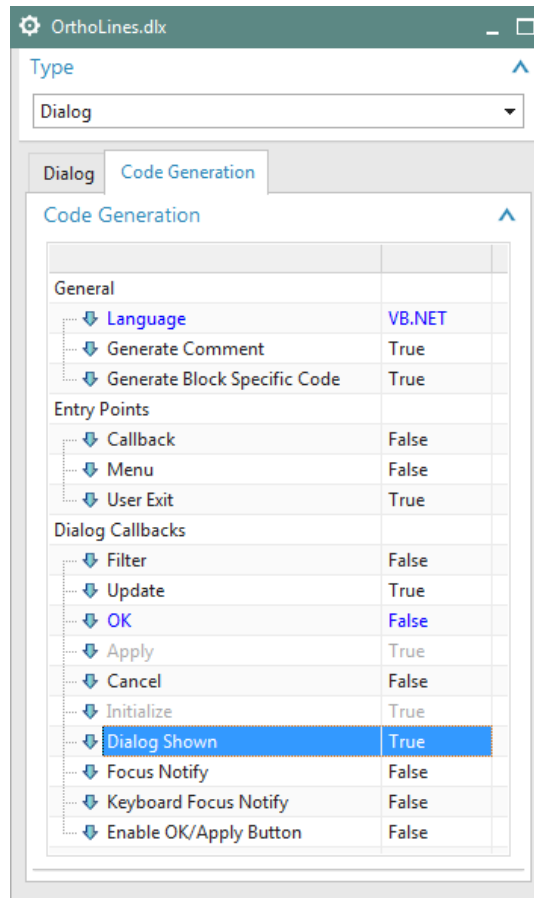 OrthoLines.dlx
Type
Dialog
Dialog Code Generation
Code Generation
General
Language VB.NET
Generate Comment True
Generate Block Specific Code True
Entry Points
Callback False
Menu False
User Exit True
Dialog Callbacks
Filter False
Update True
OK False
Apply True
Cancel False
Initialize True
Dialog Shown True
Focus Notify False
Keyboard Focus Notify False
Enable OK/Apply Button False